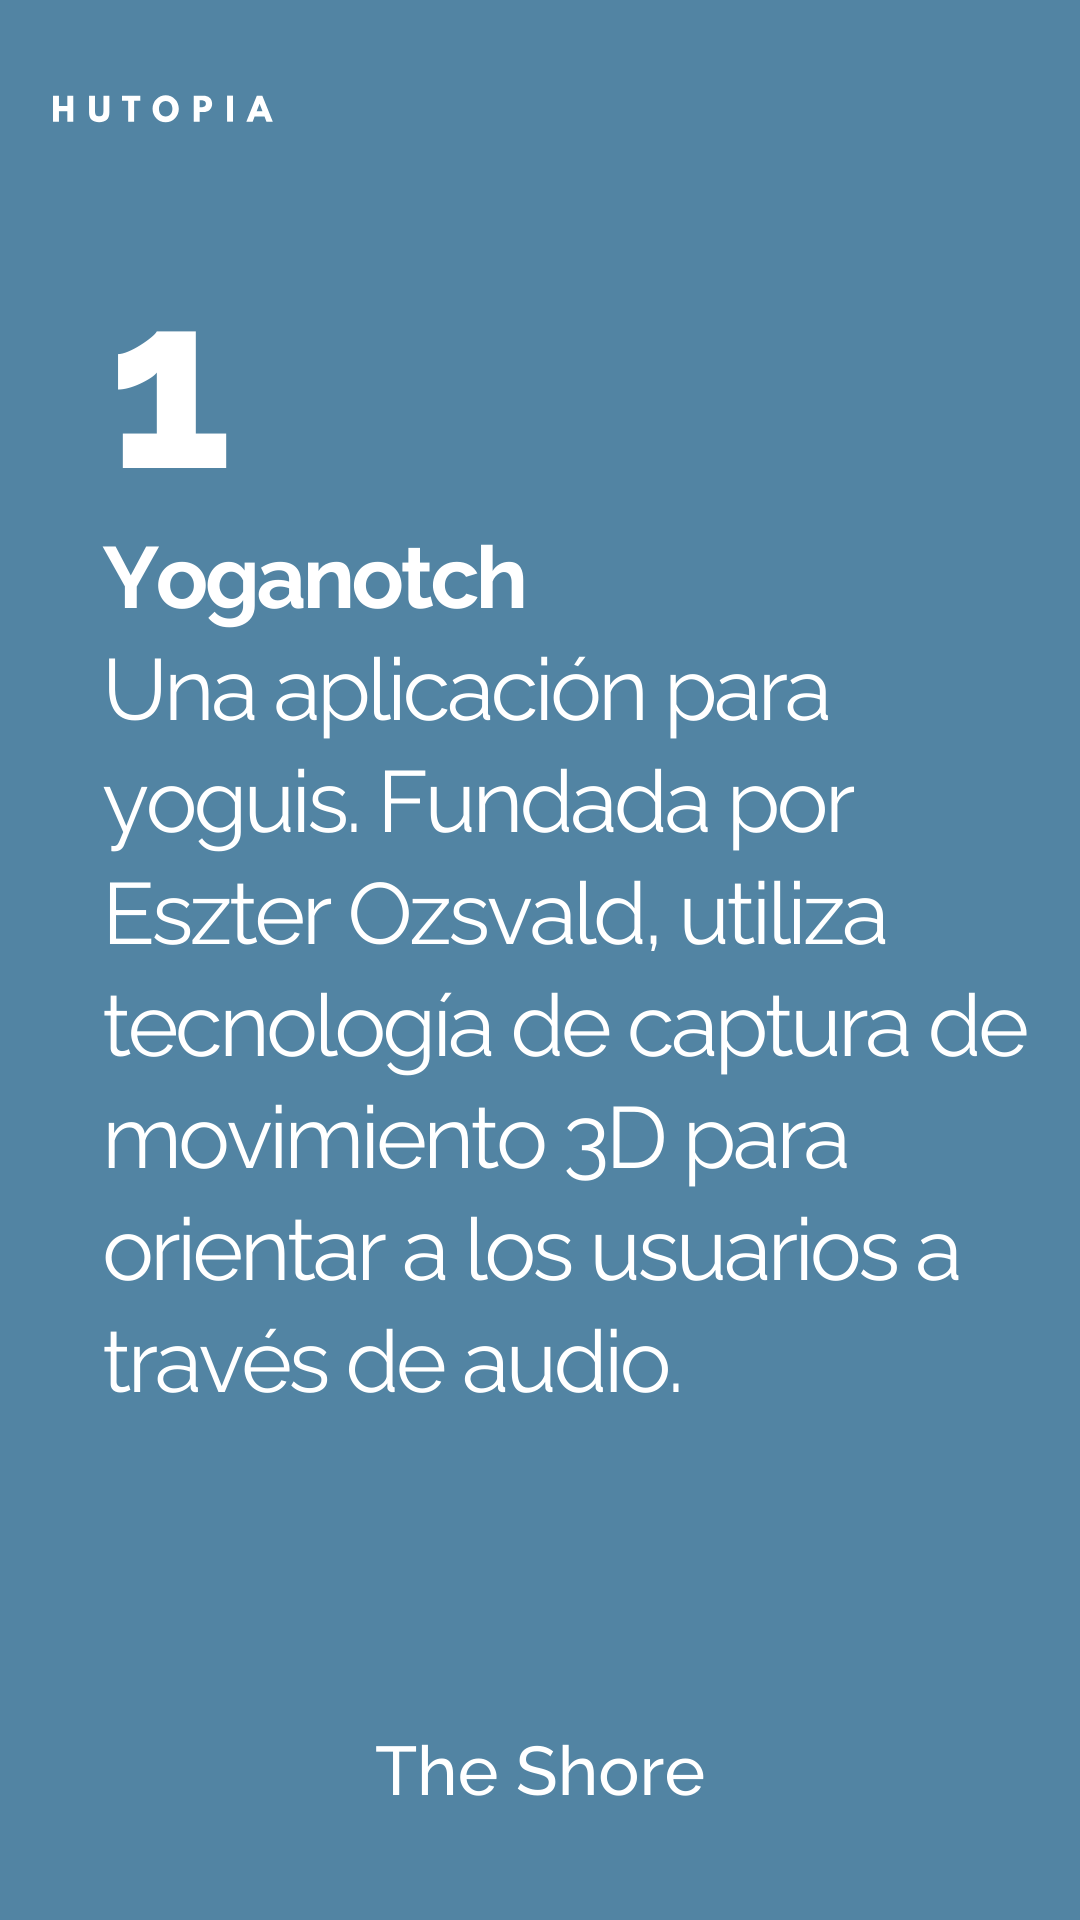 HUTOPIA
1
Yoganotch
Una aplicación para
yoguis. Fundada por
Eszter Ozsvald, utiliza
tecnología de captura de
movimiento 3D para
orientar a los usuarios a
través de audio.
The Shore